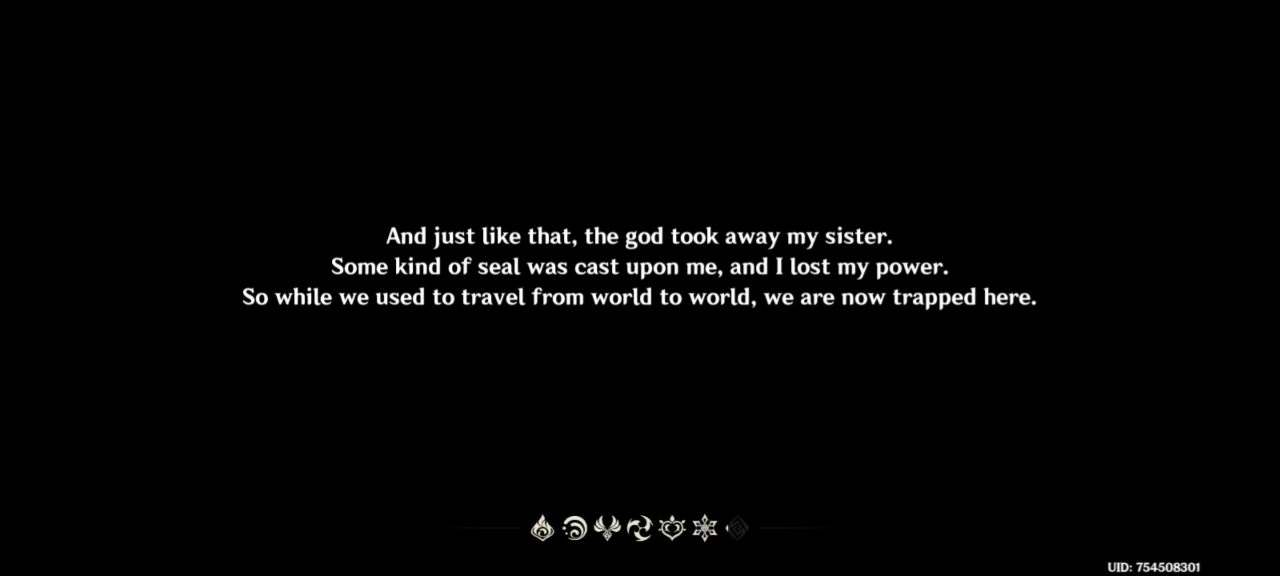 And just like that, the god took away my sister.
Some kind of seal was cast upon me, and I lost my power.
So while we used to travel from world to world, we are now trapped here.
UID: 754508301